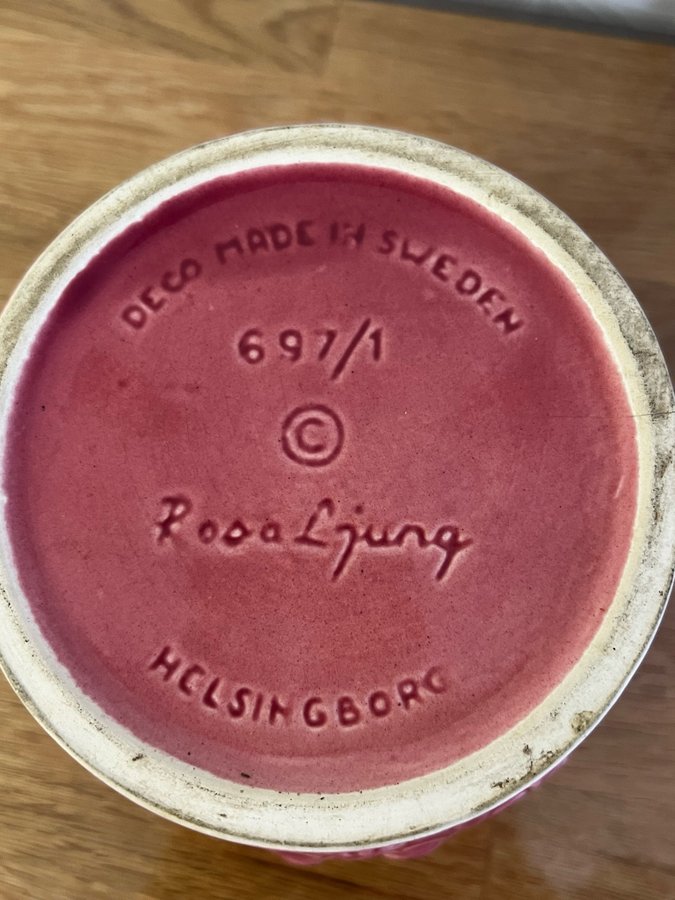 DECO MADE IN SWEDEN
697/1
©
Rosa Ljung
HELSINGBORG